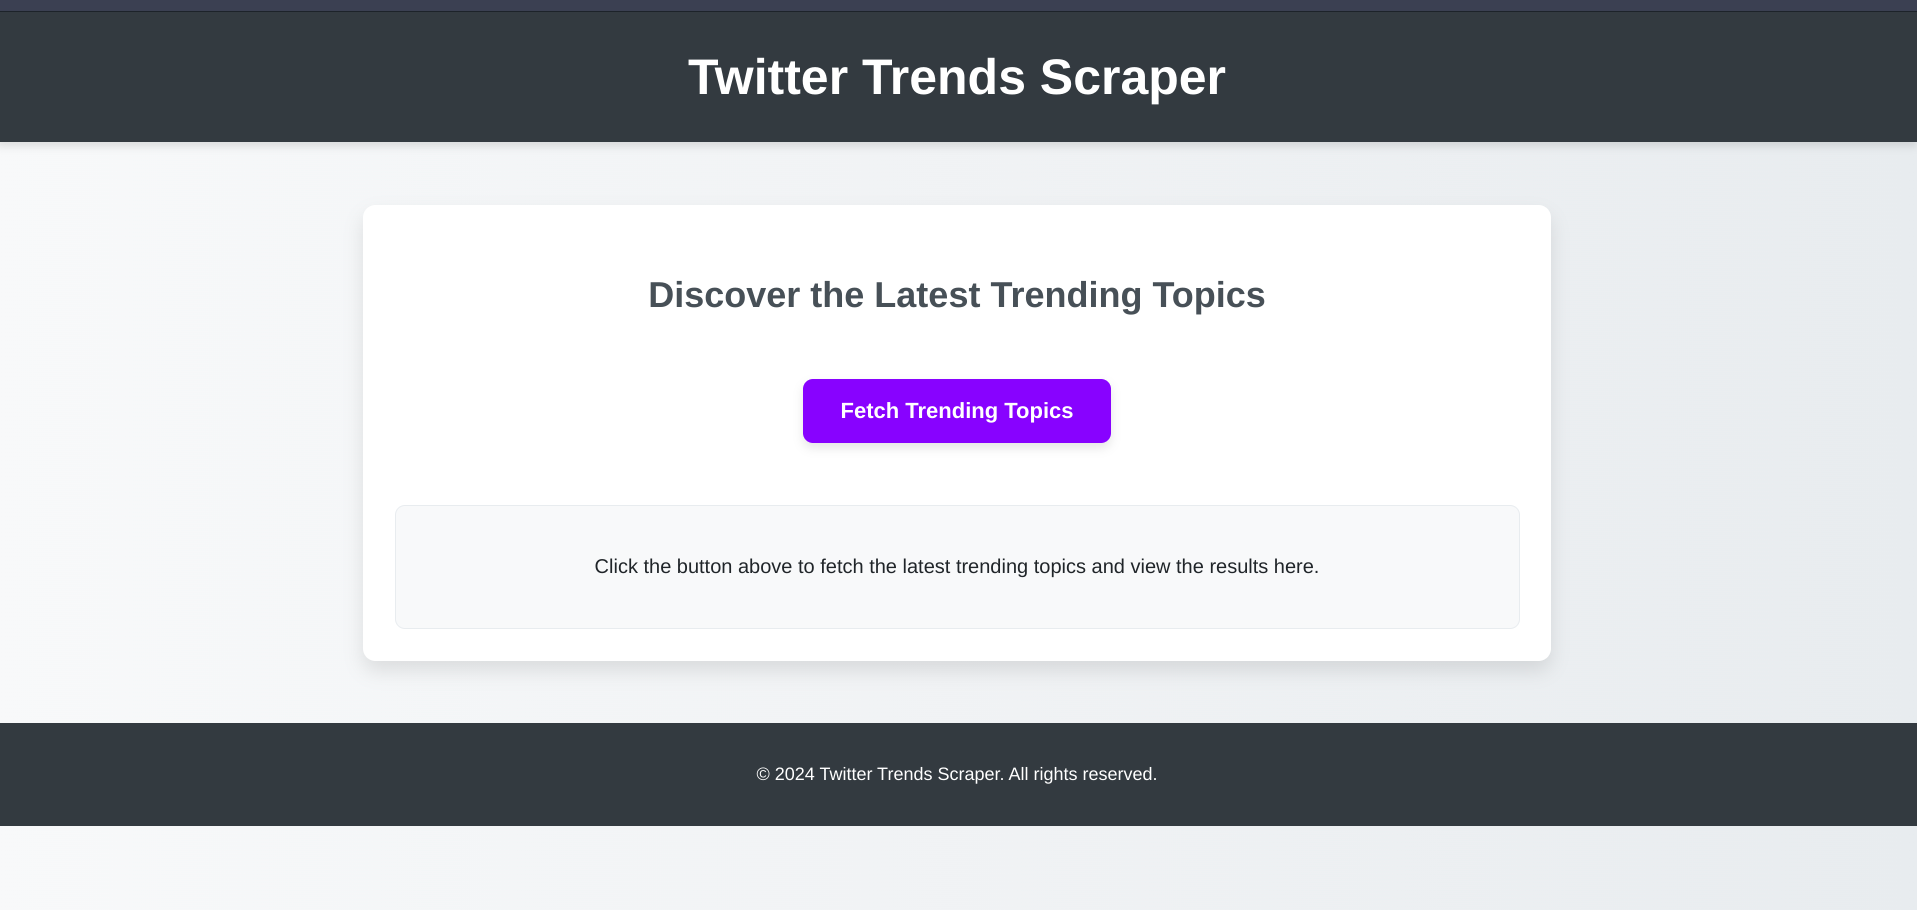 Twitter Trends Scraper
Discover the Latest Trending Topics
Fetch Trending Topics
Click the button above to fetch the latest trending topics and view the results here.
© 2024 Twitter Trends Scraper. All rights reserved.